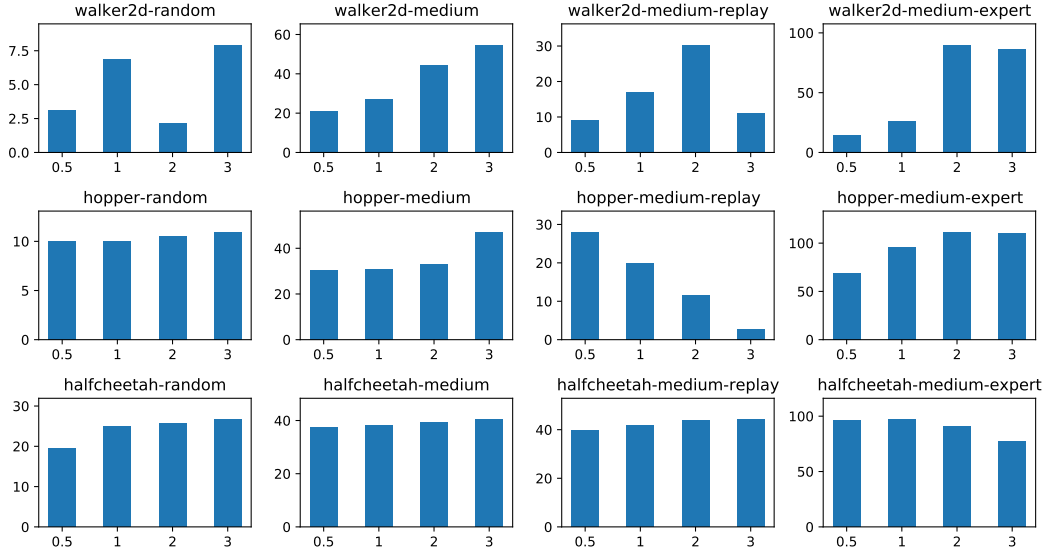 walker2d-random
walker2d-medium
walker2d-medium-replay
walker2d-medium-expert
7.5
5.0
2.5
0.0
0.5 1 2 3
60
40
20
0
0.5 1 2 3
30
20
10
0
0.5 1 2 3
100
50
0
0.5 1 2 3
hopper-random
hopper-medium
hopper-medium-replay
hopper-medium-expert
10
5
0
0.5 1 2 3
40
20
0
0.5 1 2 3
30
20
10
0
0.5 1 2 3
100
50
0
0.5 1 2 3
halfcheetah-random
halfcheetah-medium
halfcheetah-medium-replay
halfcheetah-medium-expert
30
20
10
0
0.5 1 2 3
40
20
0
0.5 1 2 3
40
20
0
0.5 1 2 3
100
50
0
0.5 1 2 3